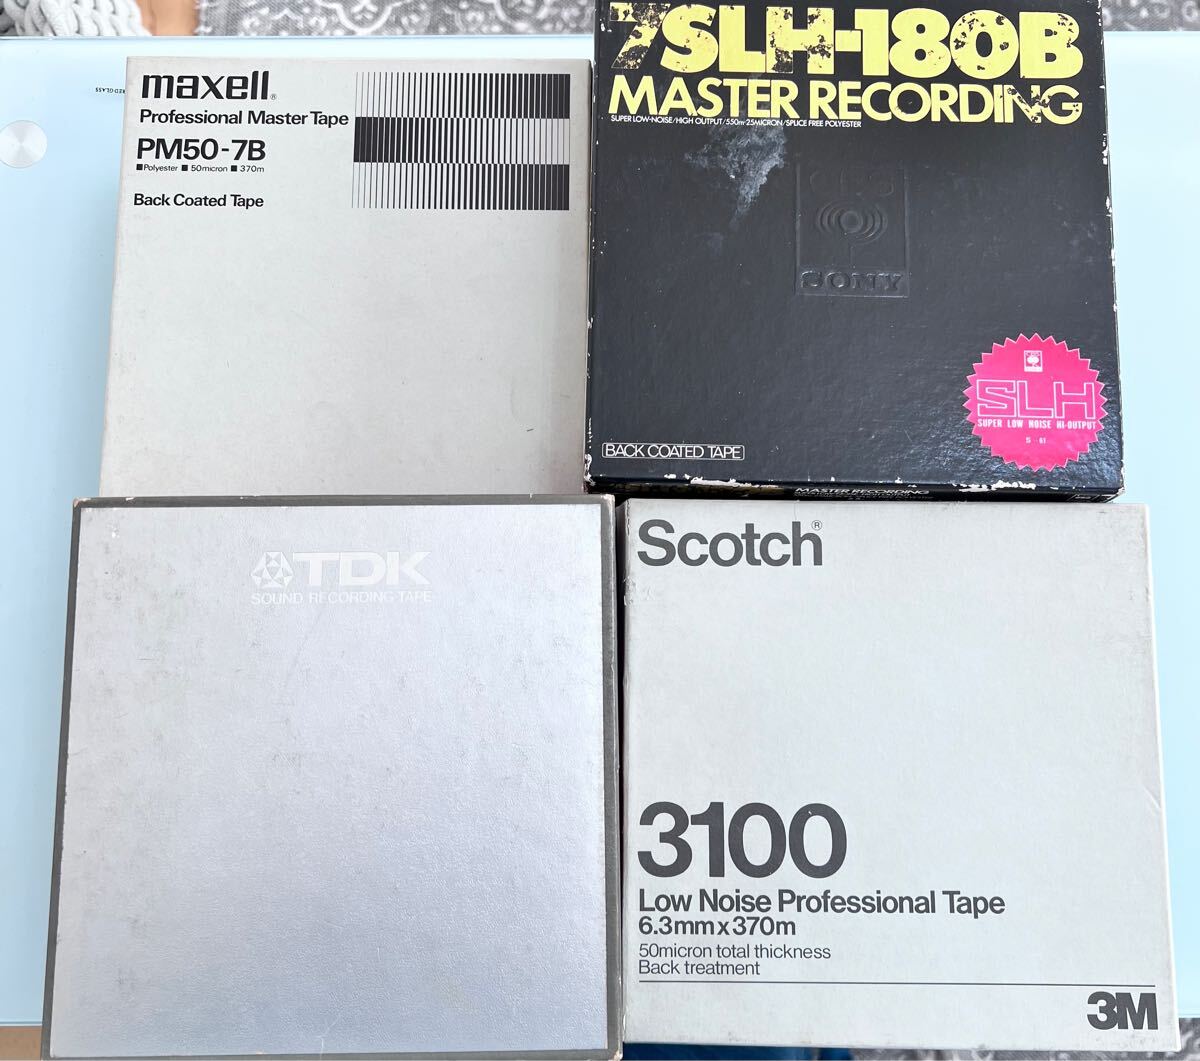 RED GLASS
maxell®
Professional Master Tape
PM50-7B
■Polyester ■50micron ■370m
Back Coated Tape
7SLH-180B
MASTER RECORDING
SUPER LOW-NOISE/HIGH OUTPUT/550m·25MICRON/SPLICE FREE POLYESTER
SONY
SLH
SUPER LOW NOISE HI-OUTPUT
S-61
BACK COATED TAPE
MASTER RECORDING
TDK
SOUND RECORDING TAPE
Scotch®
3100
Low Noise Professional Tape
6.3mm x 370m
50micron total thickness
Back treatment
3M